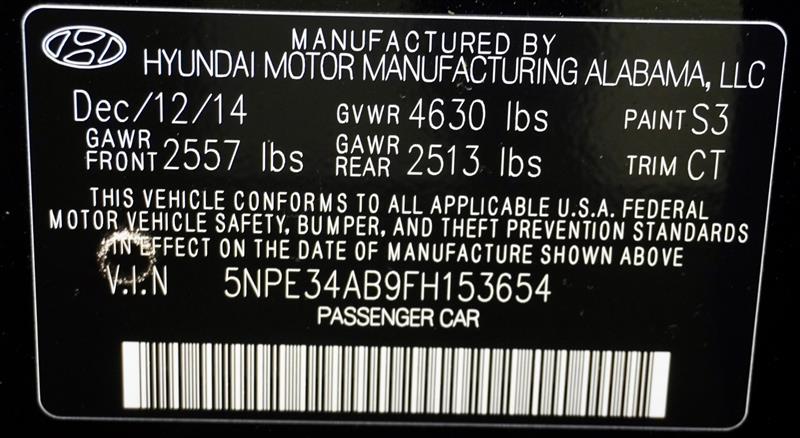 MANUFACTURED BY
HYUNDAI MOTOR MANUFACTURING ALABAMA, LLC
Dec/12/14 GVWR 4630 lbs PAINT S3
GAWR FRONT 2557 lbs GAWR REAR 2513 lbs TRIM CT
THIS VEHICLE CONFORMS TO ALL APPLICABLE U.S.A. FEDERAL
MOTOR VEHICLE SAFETY, BUMPER, AND THEFT PREVENTION STANDARDS
IN EFFECT ON THE DATE OF MANUFACTURE SHOWN ABOVE
V.I.N 5NPE34AB9FH153654
PASSENGER CAR